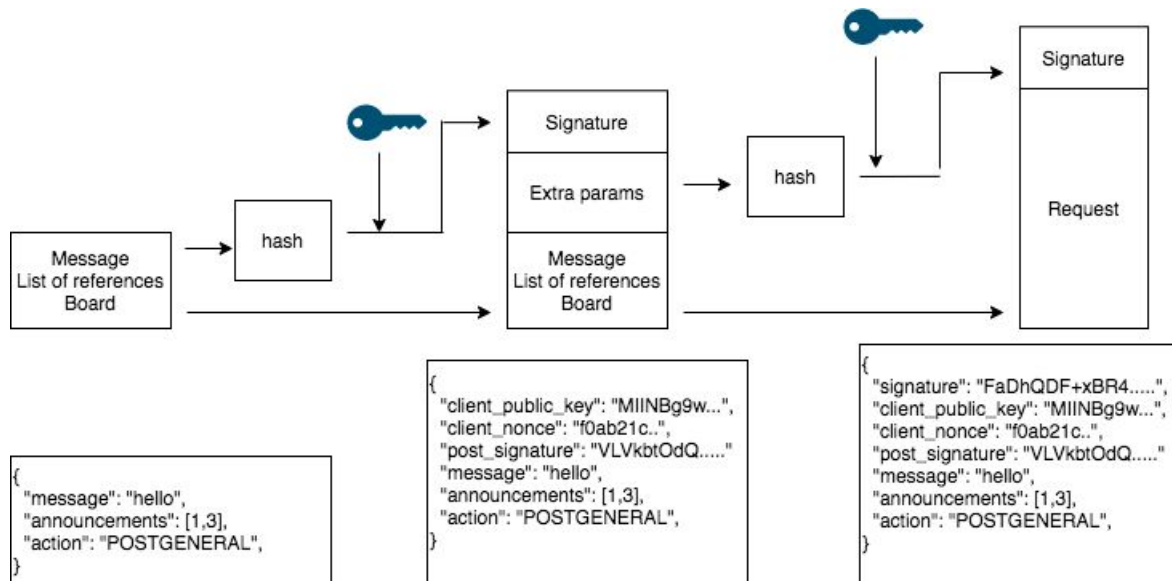 Message
List of references
Board
hash
Signature
Extra params
Message
List of references
Board
hash
Signature
Request
{
"message": "hello",
"announcements": [1,3],
"action": "POSTGENERAL",
}
{
"client_public_key": "MIINBg9w...",
"client_nonce": "f0ab21c..",
"post_signature": "VLVkbtOdQ....."
"message": "hello",
"announcements": [1,3],
"action": "POSTGENERAL",
}
{
"signature": "FaDhQDF+xBR4.....",
"client_public_key": "MIINBg9w...",
"client_nonce": "f0ab21c..",
"post_signature": "VLVkbtOdQ....."
"message": "hello",
"announcements": [1,3],
"action": "POSTGENERAL",
}